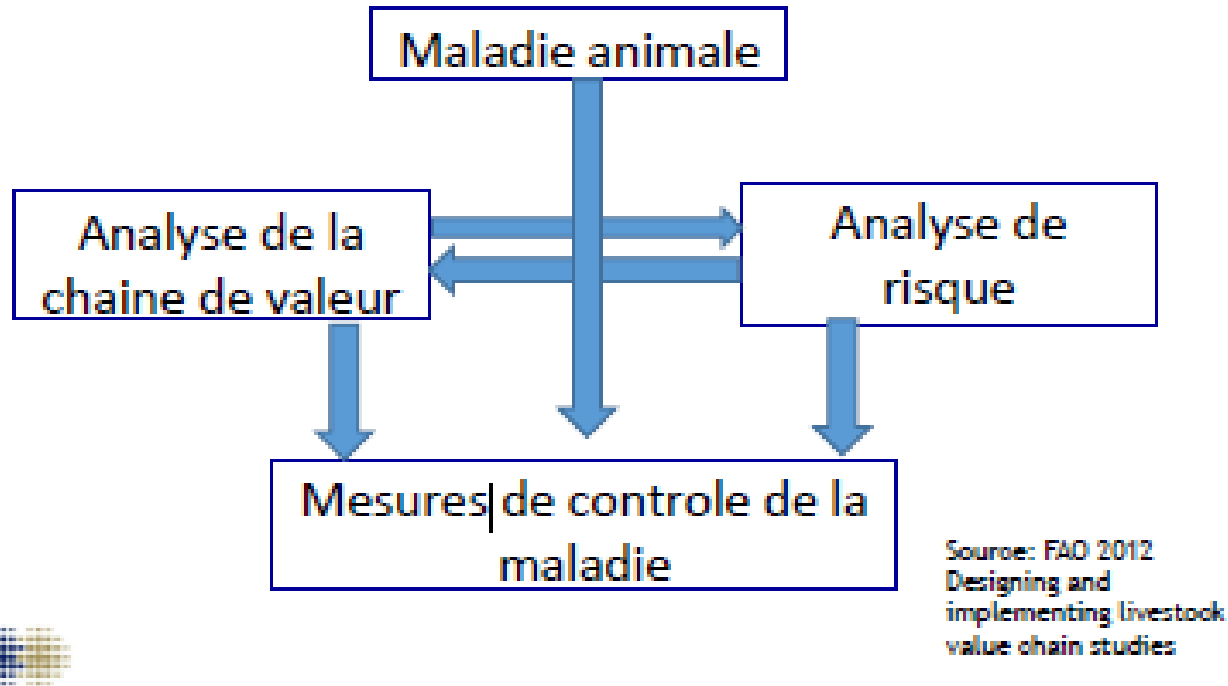 Maladie animale
Analyse de la
chaine de valeur
Analyse de
risque
Mesures de controle de la
maladie
Source: FAO 2012
Designing and
implementing livestock
value chain studies